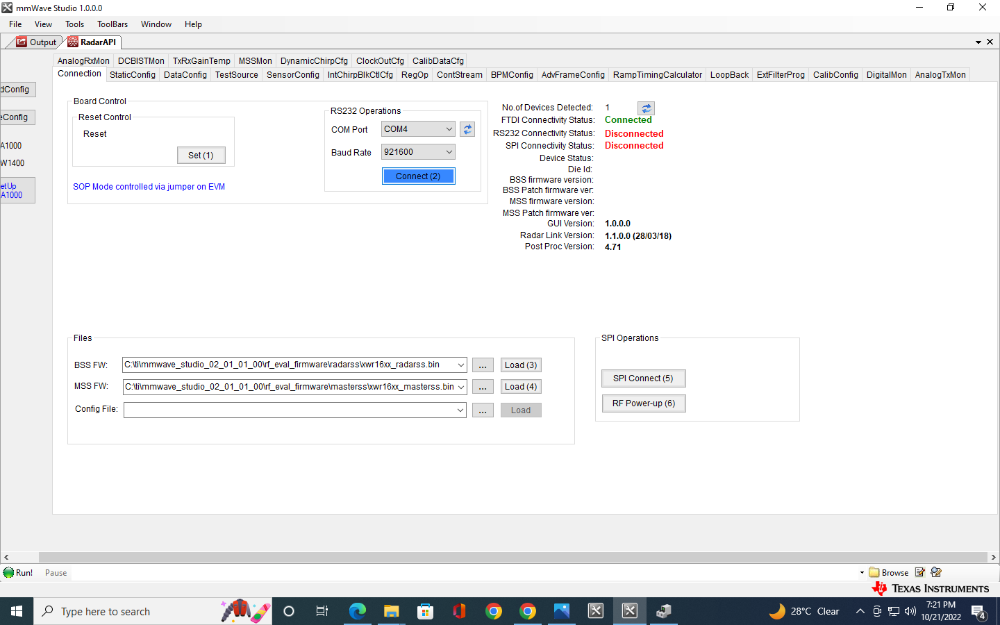 mmWave Studio 1.0.0.0
File View Tools ToolBars Window Help
Output RadarAPI
AnalogRxMon DCBISTMon TxRxGainTemp MSSMon DynamicChirpCfg ClockOutCfg CalibDataCfg
Connection StaticConfig DataConfig TestSource SensorConfig IntChirpBlkCtlCfg RegOp ContStream BPMConfig AdvFrameConfig RampTimingCalculator LoopBack ExtFilterProg CalibConfig DigitalMon AnalogTxMon
dConfig
eConfig
A1000
W1400
etUp
A1000
Board Control
Reset Control
Reset
Set (1)
SOP Mode controlled via jumper on EVM
RS232 Operations
COM Port COM4
Baud Rate 921600
Connect (2)
No.of Devices Detected: 1
FTDI Connectivity Status: Connected
RS232 Connectivity Status: Disconnected
SPI Connectivity Status: Disconnected
Device Status:
Die Id:
BSS firmware version:
BSS Patch firmware ver:
MSS firmware version:
MSS Patch firmware ver:
GUI Version: 1.0.0.0
Radar Link Version: 1.1.0.0 (28/03/18)
Post Proc Version: 4.71
Files
BSS FW: C:\ti\mmwave_studio_02_01_01_00\rf_eval_firmware\radarss\xwr16xx_radarss.bin ... Load (3)
MSS FW: C:\ti\mmwave_studio_02_01_01_00\rf_eval_firmware\masterss\xwr16xx_masterss.bin ... Load (4)
Config File: ... Load
SPI Operations
SPI Connect (5)
RF Power-up (6)
Run! Pause Browse
TEXAS INSTRUMENTS
Type here to search
28°C Clear
7:21 PM
10/21/2022
4